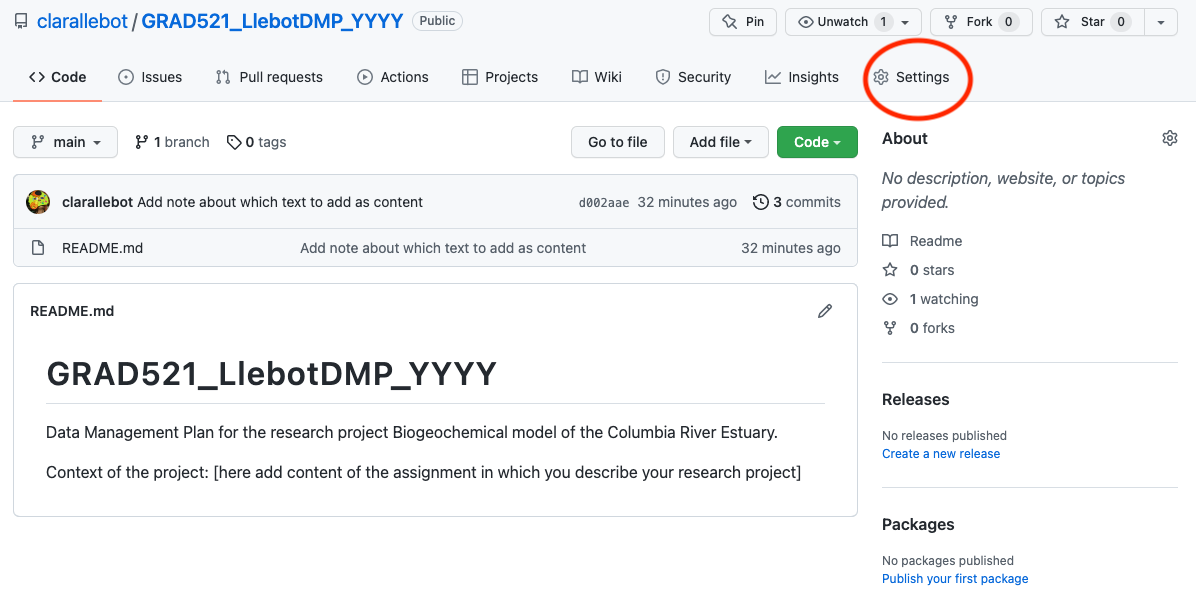 clarallebot / GRAD521_LlebotDMP_YYYY Public Pin Unwatch 1 Fork 0 Star 0
Code Issues Pull requests Actions Projects Wiki Security Insights Settings
main 1 branch 0 tags Go to file Add file Code
clarallebot Add note about which text to add as content d002aae 32 minutes ago 3 commits
README.md Add note about which text to add as content 32 minutes ago
README.md
GRAD521_LlebotDMP_YYYY
Data Management Plan for the research project Biogeochemical model of the Columbia River Estuary.
Context of the project: [here add content of the assignment in which you describe your research project]
About
No description, website, or topics
provided.
Readme
0 stars
1 watching
0 forks
Releases
No releases published
Create a new release
Packages
No packages published
Publish your first package